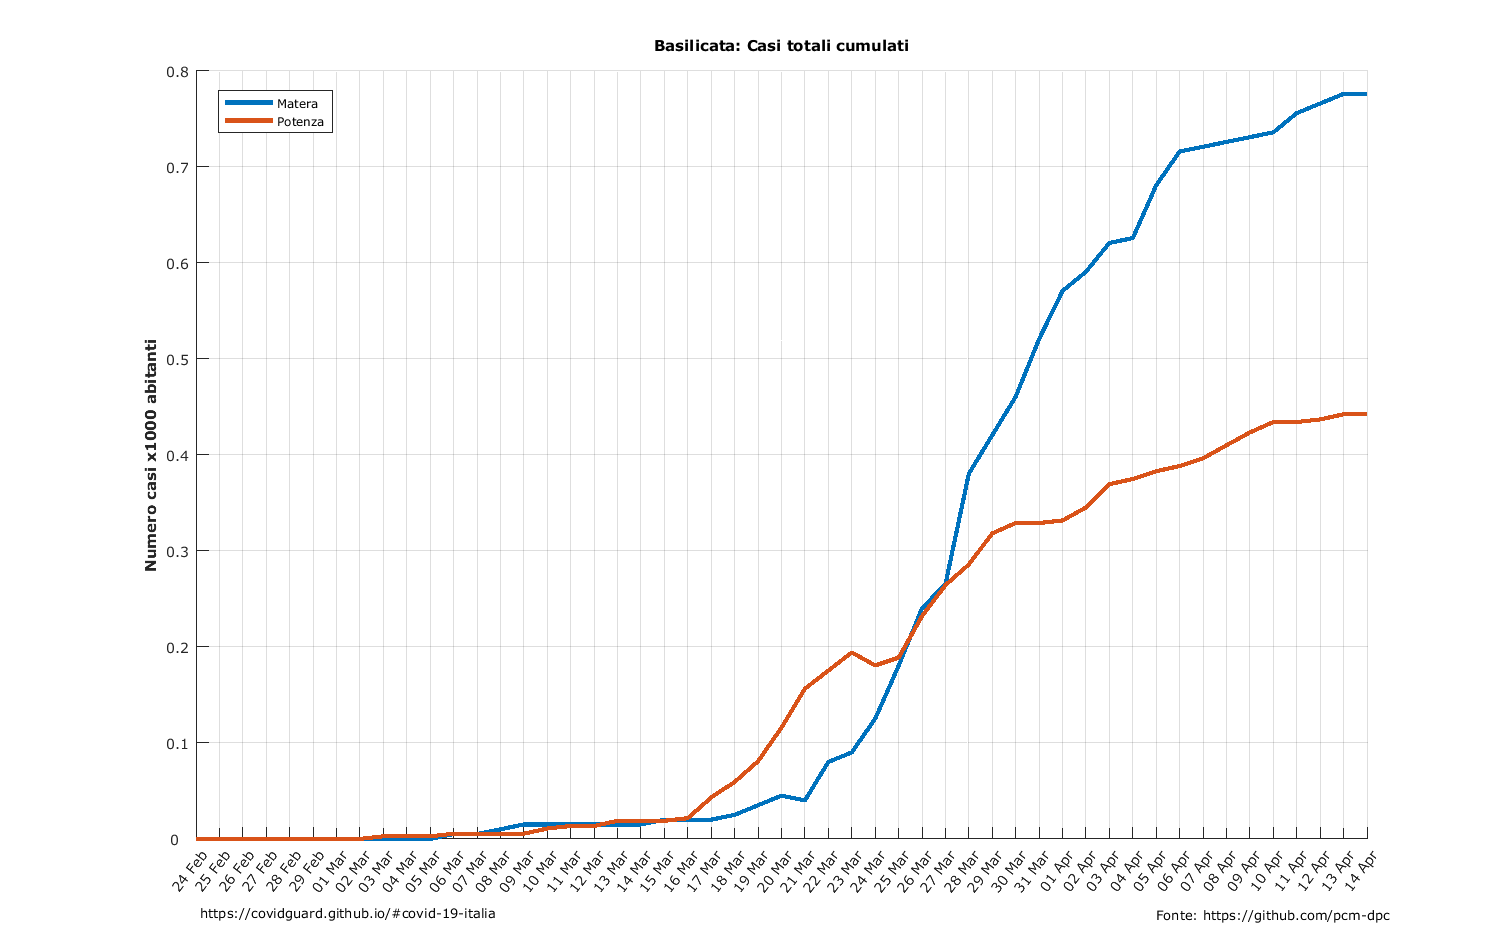 Basilicata: Casi totali cumulati
Matera
Potenza
Numero casi x1000 abitanti
0.8
0.7
0.6
0.5
0.4
0.3
0.2
0.1
0
24 Feb
25 Feb
26 Feb
27 Feb
28 Feb
29 Feb
01 Mar
02 Mar
03 Mar
04 Mar
05 Mar
06 Mar
07 Mar
08 Mar
09 Mar
10 Mar
11 Mar
12 Mar
13 Mar
14 Mar
15 Mar
16 Mar
17 Mar
18 Mar
19 Mar
20 Mar
21 Mar
22 Mar
23 Mar
24 Mar
25 Mar
26 Mar
27 Mar
28 Mar
29 Mar
30 Mar
31 Mar
01 Apr
02 Apr
03 Apr
04 Apr
05 Apr
06 Apr
07 Apr
08 Apr
09 Apr
10 Apr
11 Apr
12 Apr
13 Apr
14 Apr
https://covidguard.github.io/#covid-19-italia
Fonte: https://github.com/pcm-dpc